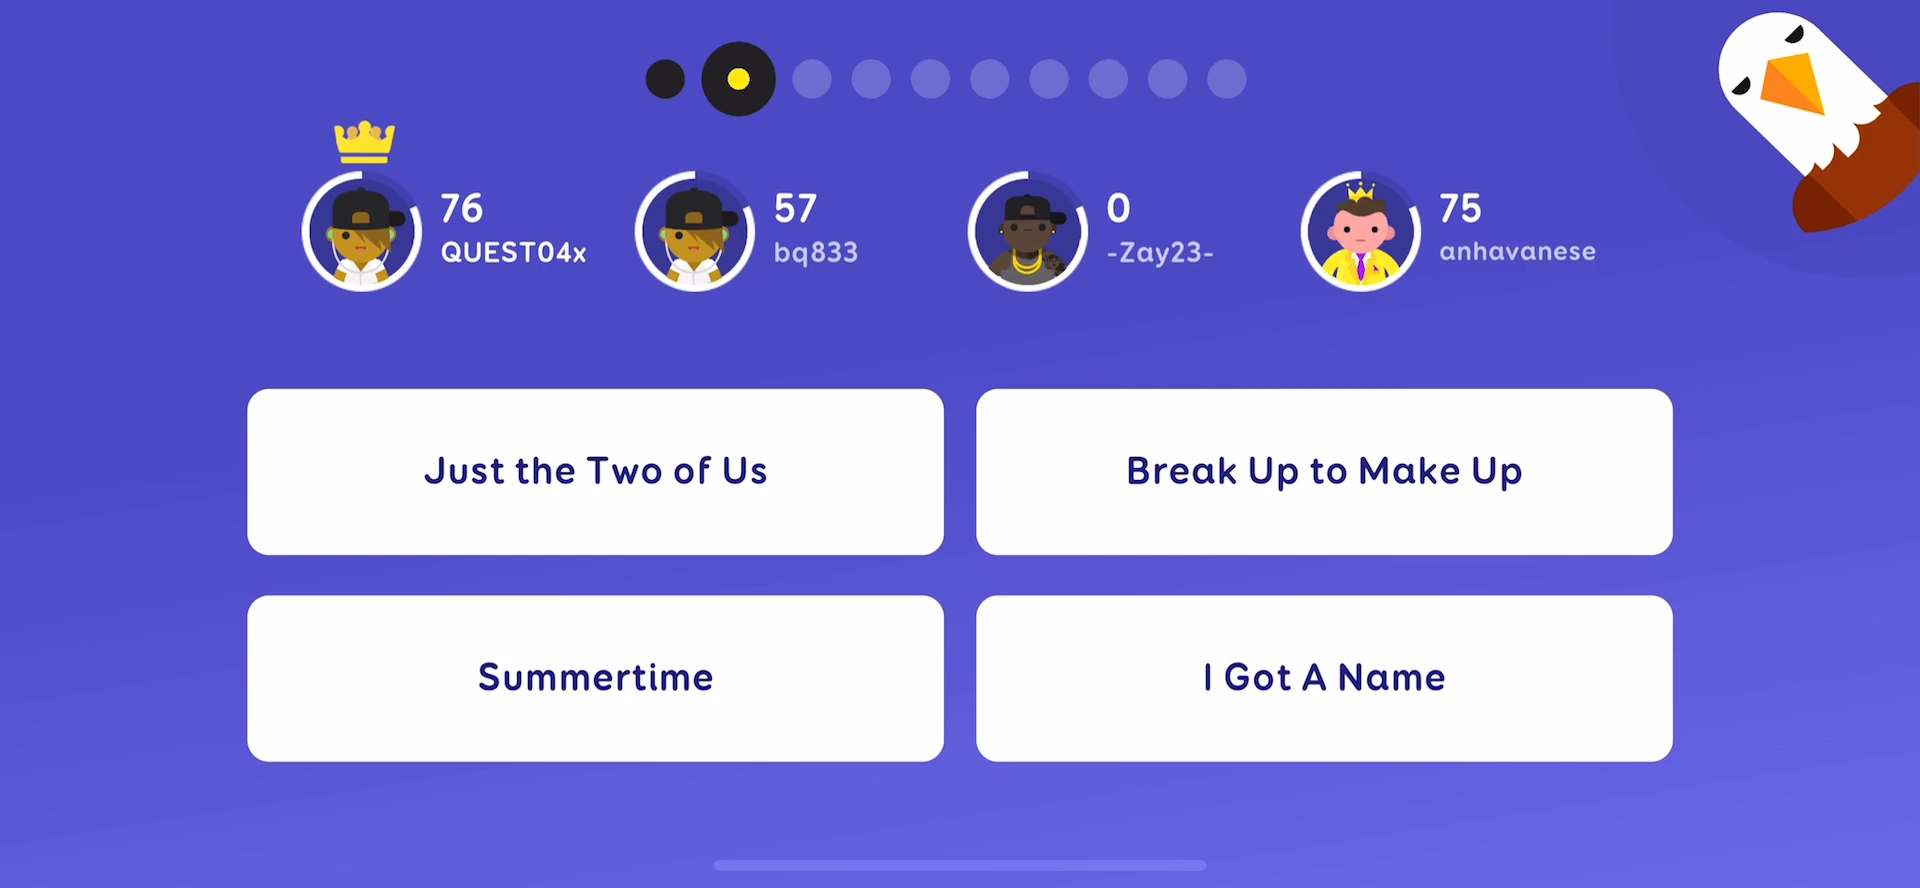 76
QUEST04x
57
bq833
0
-Zay23-
75
anhavanese
Just the Two of Us
Break Up to Make Up
Summertime
I Got A Name